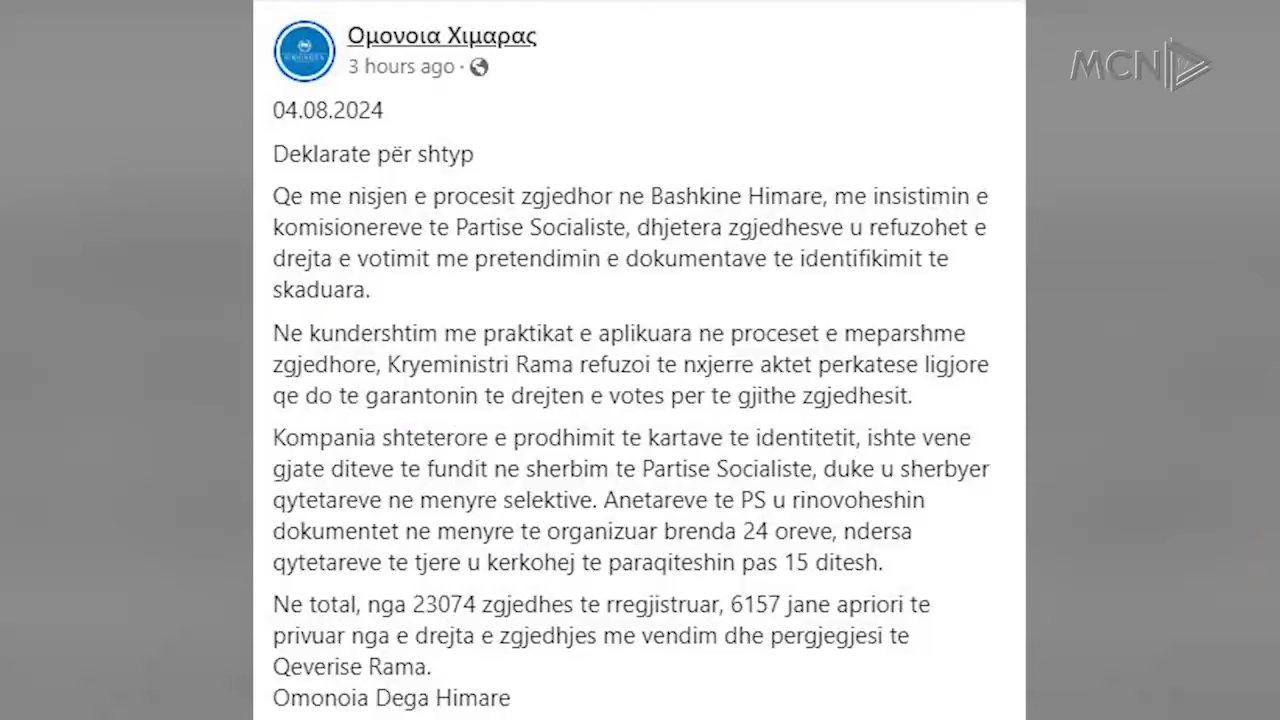 Ομονοια Χιμαρας
3 hours ago ·
MCN
04.08.2024
Deklarate për shtyp
Qe me nisjen e procesit zgjedhor ne Bashkine Himare, me insistimin e
komisionereve te Partise Socialiste, dhjetera zgjedhesve u refuzohet e
drejta e votimit me pretendimin e dokumentave te identifikimit te
skaduara.
Ne kundershtim me praktikat e aplikuara ne proceset e meparshme
zgjedhore, Kryeministri Rama refuzoi te nxjerre aktet perkatese ligjore
qe do te garantonin te drejten e votes per te gjithe zgjedhesit.
Kompania shteterore e prodhimit te kartave te identitetit, ishte vene
gjate diteve te fundit ne sherbim te Partise Socialiste, duke u sherbyer
qytetareve ne menyre selektive. Anetareve te PS u rinovoheshin
dokumentet ne menyre te organizuar brenda 24 oreve, ndersa
qytetareve te tjere u kerkohej te paraqiteshin pas 15 ditesh.
Ne total, nga 23074 zgjedhes te rregjistruar, 6157 jane apriori te
privuar nga e drejta e zgjedhjes me vendim dhe pergjegjesi te
Qeverise Rama.
Omonoia Dega Himare